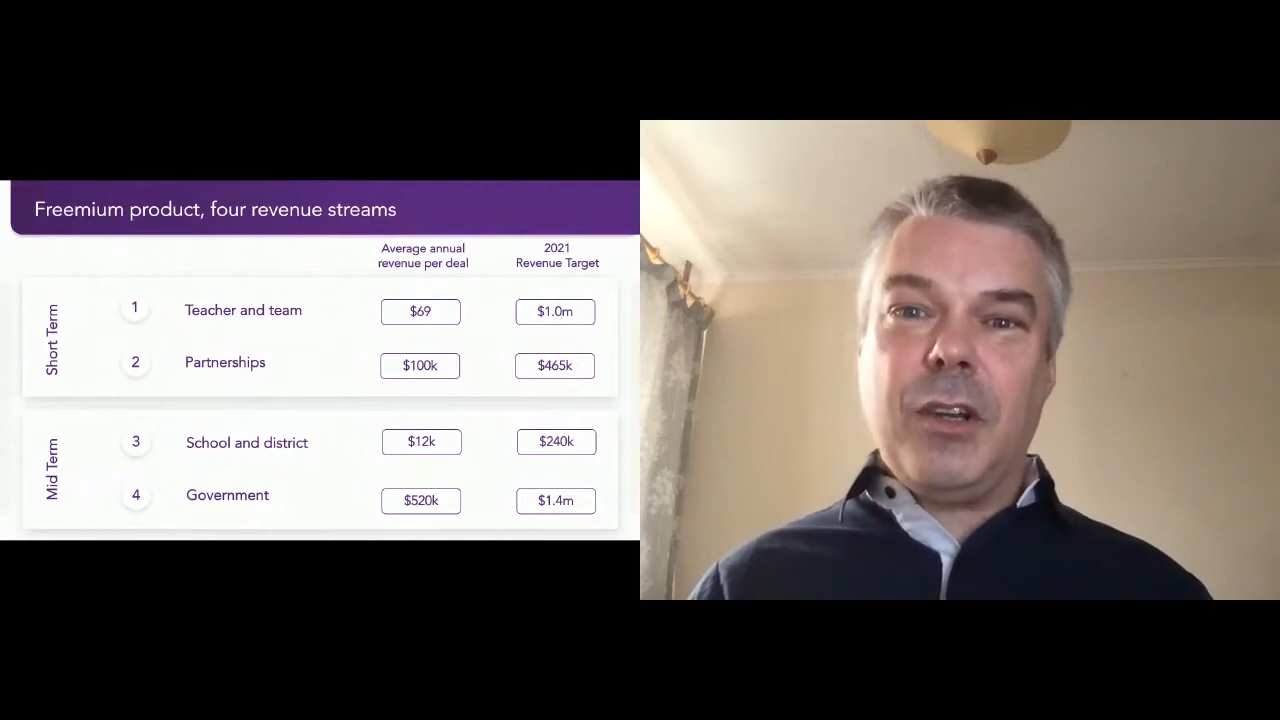 Freemium product, four revenue streams
Average annual
revenue per deal
2021
Revenue Target
Short Term
1
Teacher and team
$69
$1.0m
2
Partnerships
$100k
$465k
Mid Term
3
School and district
$12k
$240k
4
Government
$520k
$1.4m